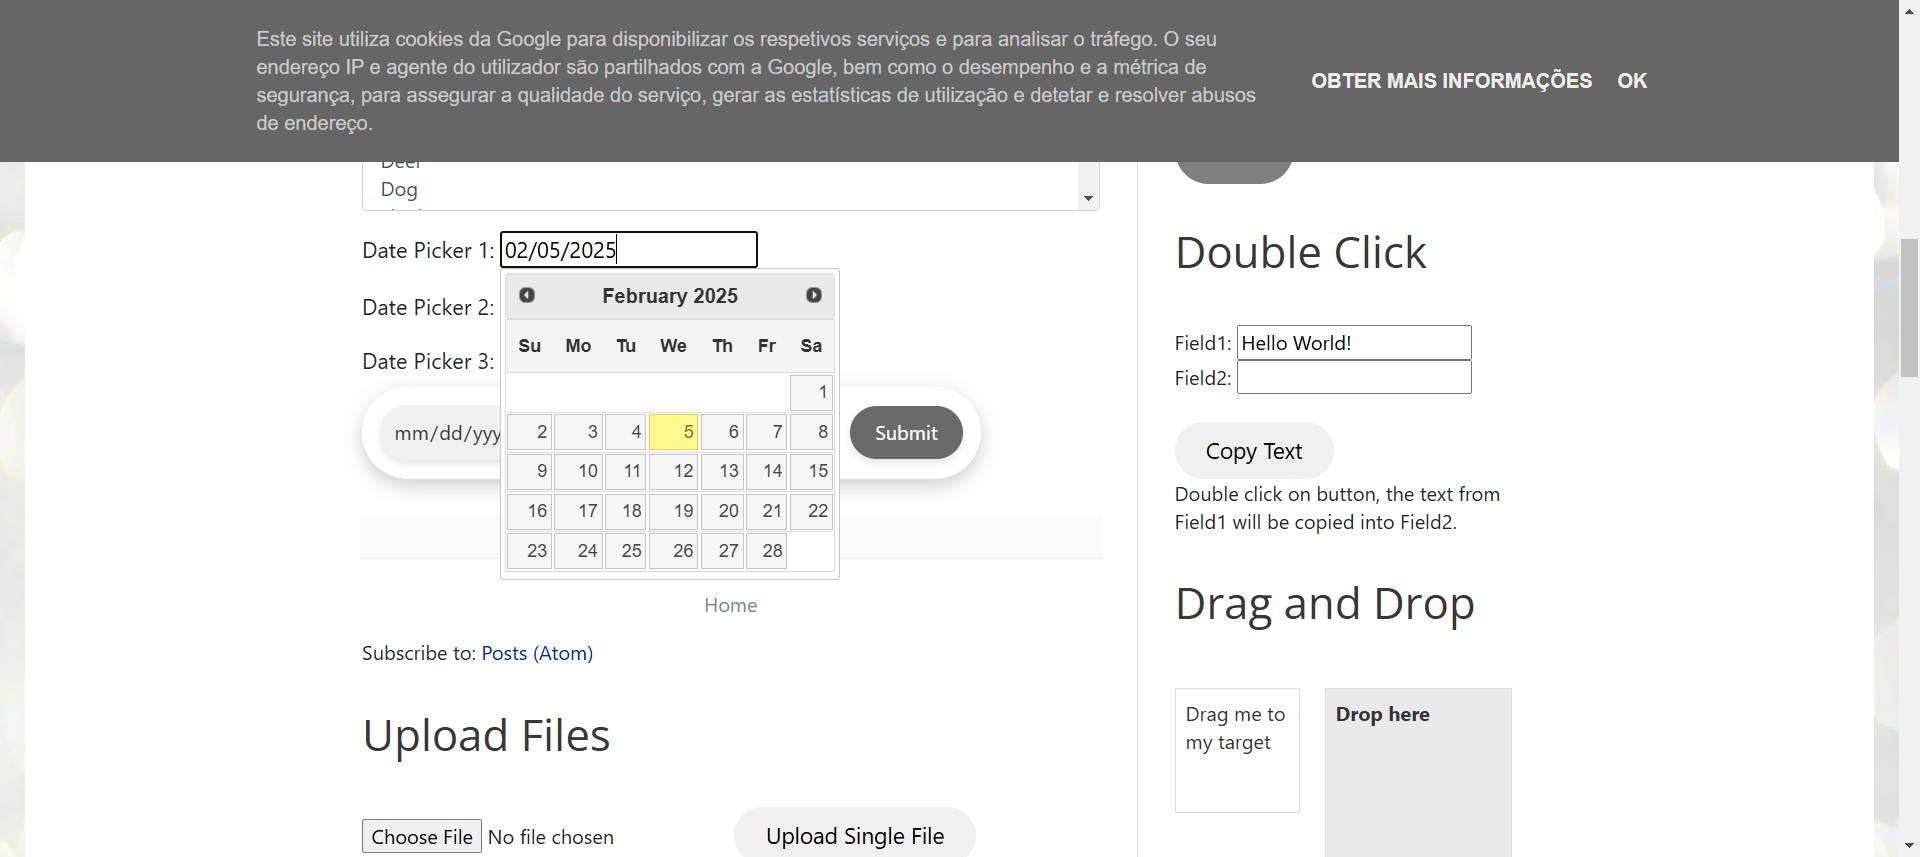 Este site utiliza cookies da Google para disponibilizar os respetivos serviços e para analisar o tráfego. O seu
endereço IP e agente do utilizador são partilhados com a Google, bem como o desempenho e a métrica de
segurança, para assegurar a qualidade do serviço, gerar as estatísticas de utilização e detetar e resolver abusos
de endereço.
OBTER MAIS INFORMAÇÕES OK
Deer
Dog
Date Picker 1: 02/05/2025
Date Picker 2:
Date Picker 3:
February 2025
Su Mo Tu We Th Fr Sa
1
2 3 4 5 6 7 8
9 10 11 12 13 14 15
16 17 18 19 20 21 22
23 24 25 26 27 28
mm/dd/yyy
Submit
Home
Subscribe to: Posts (Atom)
Upload Files
Choose File No file chosen
Upload Single File
Double Click
Field1: Hello World!
Field2:
Copy Text
Double click on button, the text from
Field1 will be copied into Field2.
Drag and Drop
Drag me to
my target
Drop here